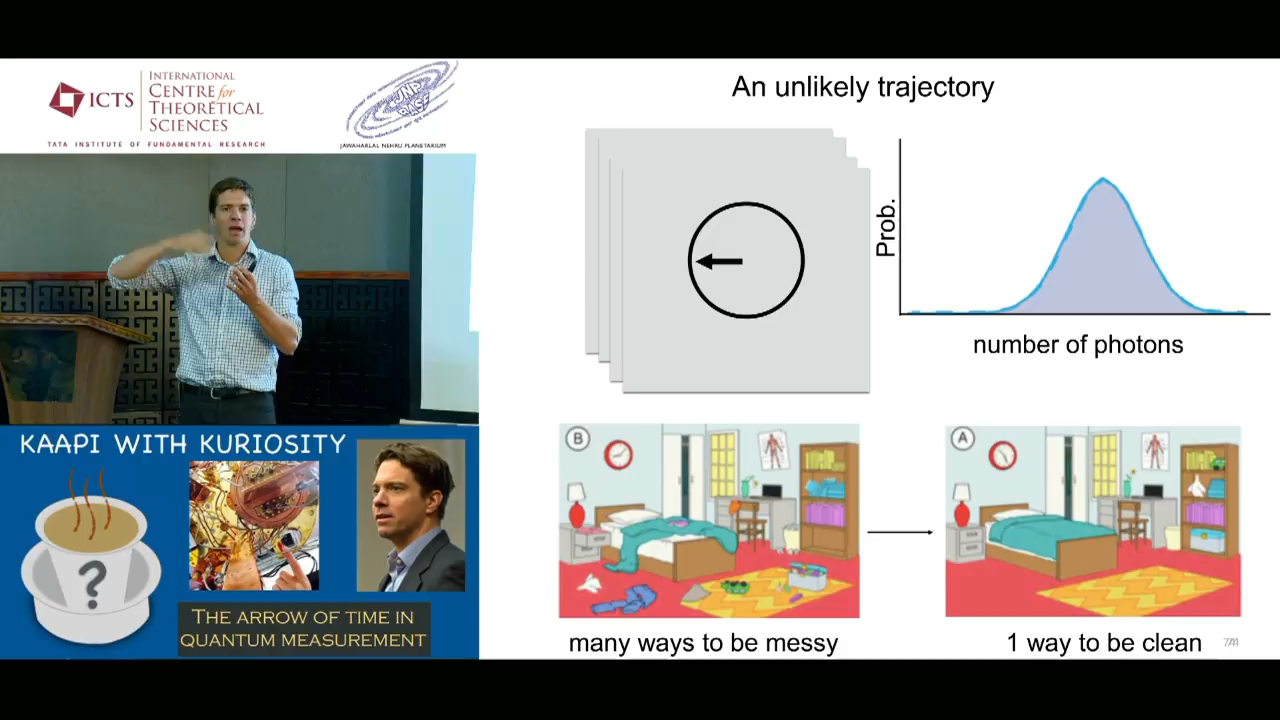 ICTS
INTERNATIONAL
CENTRE for
THEORETICAL
SCIENCES
TATA INSTITUTE OF FUNDAMENTAL RESEARCH
JNP
BASE
JAWAHARLAL NEHRU PLANETARIUM
KAAPI WITH KURIOSITY
?
THE ARROW OF TIME IN
QUANTUM MEASUREMENT
An unlikely trajectory
Prob.
number of photons
B
A
many ways to be messy
1 way to be clean